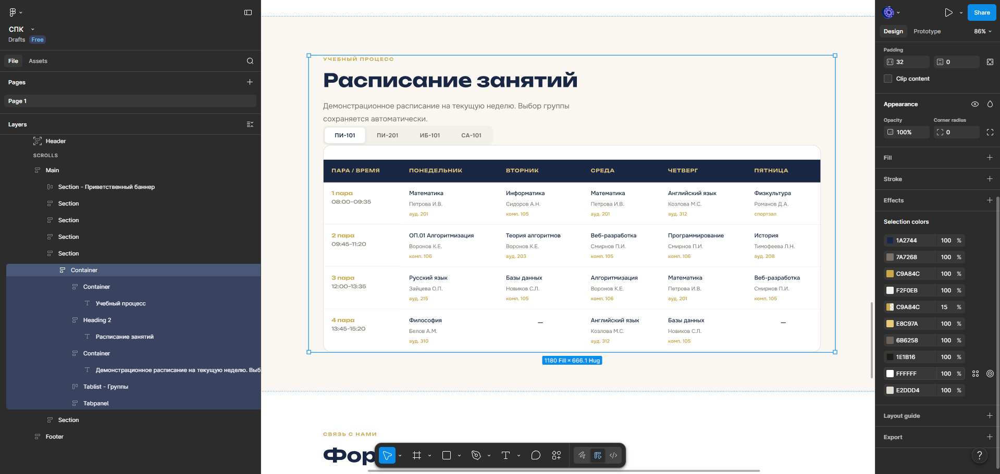 СПК
Drafts Free
File Assets
Pages
Page 1
Layers
Header
SCROLLS
Main
Section - Приветственный баннер
Section
Section
Section
Section
Container
Container
Учебный процесс
Heading 2
Расписание занятий
Container
Демонстрационное расписание на текущую неделю. Выб
Tablist - Группы
Tabpanel
Section
Footer
УЧЕБНЫЙ ПРОЦЕСС
Расписание занятий
Демонстрационное расписание на текущую неделю. Выбор группы
сохраняется автоматически.
ПИ-101 ПИ-201 ИБ-101 СА-101
ПАРА / ВРЕМЯ ПОНЕДЕЛЬНИК ВТОРНИК СРЕДА ЧЕТВЕРГ ПЯТНИЦА
1 пара Математика Информатика Математика Английский язык Физкультура
08:00–09:35 Петрова И.В. Сидоров А.Н. Петрова И.В. Козлова М.С. Романов Д.А.
ауд. 201 комп. 105 ауд. 201 ауд. 312 спортзал
2 пара ОП.01 Алгоритмизация Теория алгоритмов Веб-разработка Программирование История
09:45–11:20 Воронов К.Е. Воронов К.Е. Смирнов П.И. Смирнов П.И. Тимофеева Л.Н.
комп. 106 ауд. 203 комп. 105 комп. 106 ауд. 208
3 пара Русский язык Базы данных Алгоритмизация Математика Веб-разработка
12:00–13:35 Зайцева О.П. Новиков С.Л. Воронов К.Е. Петрова И.В. Смирнов П.И.
ауд. 215 комп. 105 комп. 106 ауд. 201 комп. 105
4 пара Философия — Английский язык Базы данных —
13:45–15:20 Белов А.М. Козлова М.С. Новиков С.Л.
ауд. 310 ауд. 312 комп. 105
1180 Fill × 666.1 Hug
СВЯЗЬ С НАМИ
Фор
Share
Design Prototype 86%
Padding
32 0
Clip content
Appearance
Opacity Corner radius
100% 0
Fill
Stroke
Effects
Selection colors
1A2744 100 %
7A7268 100 %
C9A84C 100 %
F2F0EB 100 %
C9A84C 15 %
E8C97A 100 %
6B6258 100 %
1E1B16 100 %
FFFFFF 100 %
E2DDD4 100 %
Layout guide
Export
?